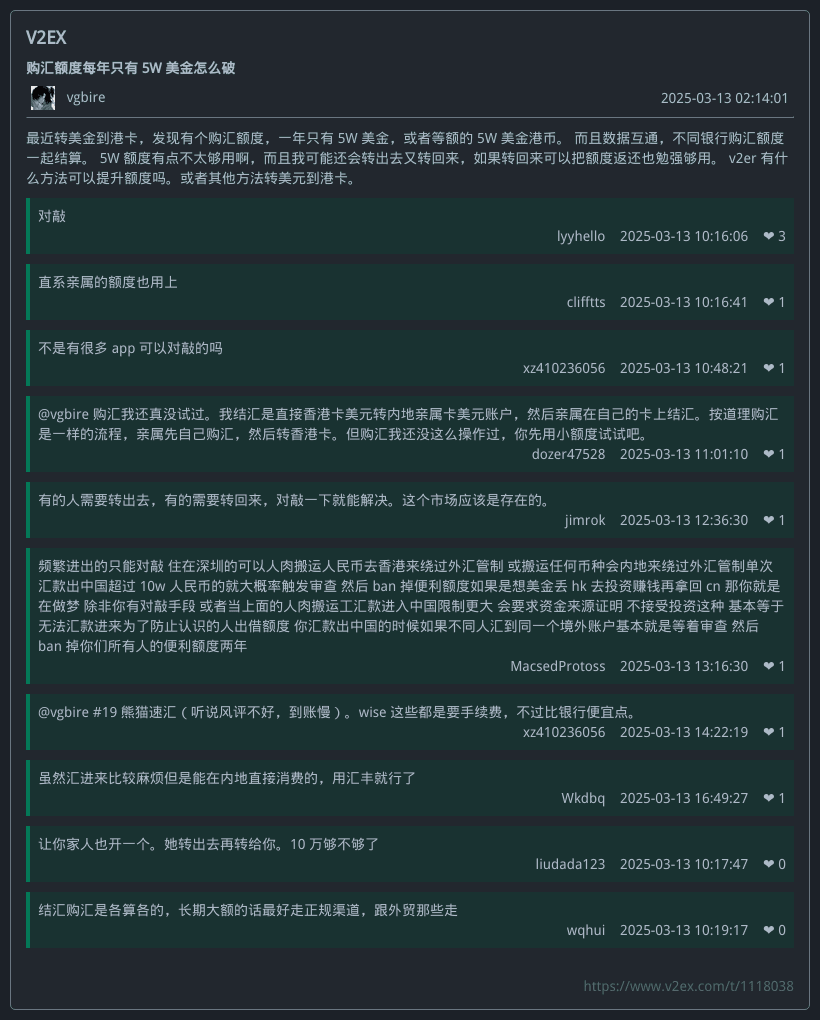 V2EX
购汇额度每年只有 5W 美金怎么破
vgbire 2025-03-13 02:14:01
最近转美金到港卡，发现有个购汇额度，一年只有 5W 美金，或者等额的 5W 美金港币。 而且数据互通，不同银行购汇额度
一起结算。 5W 额度有点不太够用啊，而且我可能还会转出去又转回来，如果转回来可以把额度返还也勉强够用。 v2er 有什
么方法可以提升额度吗。或者其他方法转美元到港卡。
对敲
lyyhello 2025-03-13 10:16:06 ❤ 3
直系亲属的额度也用上
clifftts 2025-03-13 10:16:41 ❤ 1
不是有很多 app 可以对敲的吗
xz410236056 2025-03-13 10:48:21 ❤ 1
@vgbire 购汇我还真没试过。我结汇是直接香港卡美元转内地亲属卡美元账户，然后亲属在自己的卡上结汇。按道理购汇
是一样的流程，亲属先自己购汇，然后转香港卡。但购汇我还没这么操作过，你先用小额度试试吧。
dozer47528 2025-03-13 11:01:10 ❤ 1
有的人需要转出去，有的需要转回来，对敲一下就能解决。这个市场应该是存在的。
jimrok 2025-03-13 12:36:30 ❤ 1
频繁进出的只能对敲 住在深圳的可以人肉搬运人民币去香港来绕过外汇管制 或搬运任何币种会内地来绕过外汇管制单次
汇款出中国超过 10w 人民币的就大概率触发审查 然后 ban 掉便利额度如果是想美金丢 hk 去投资赚钱再拿回 cn 那你就是
在做梦 除非你有对敲手段 或者当上面的人肉搬运工汇款进入中国限制更大 会要求资金来源证明 不接受投资这种 基本等于
无法汇款进来为了防止认识的人出借额度 你汇款出中国的时候如果不同人汇到同一个境外账户基本就是等着审查 然后
ban 掉你们所有人的便利额度两年
MacsedProtoss 2025-03-13 13:16:30 ❤ 1
@vgbire #19 熊猫速汇（听说风评不好，到账慢）。wise 这些都是要手续费，不过比银行便宜点。
xz410236056 2025-03-13 14:22:19 ❤ 1
虽然汇进来比较麻烦但是能在内地直接消费的，用汇丰就行了
Wkdbq 2025-03-13 16:49:27 ❤ 1
让你家人也开一个。她转出去再转给你。10 万够不够了
liudada123 2025-03-13 10:17:47 ❤ 0
结汇购汇是各算各的，长期大额的话最好走正规渠道，跟外贸那些走
wqhui 2025-03-13 10:19:17 ❤ 0
https://www.v2ex.com/t/1118038